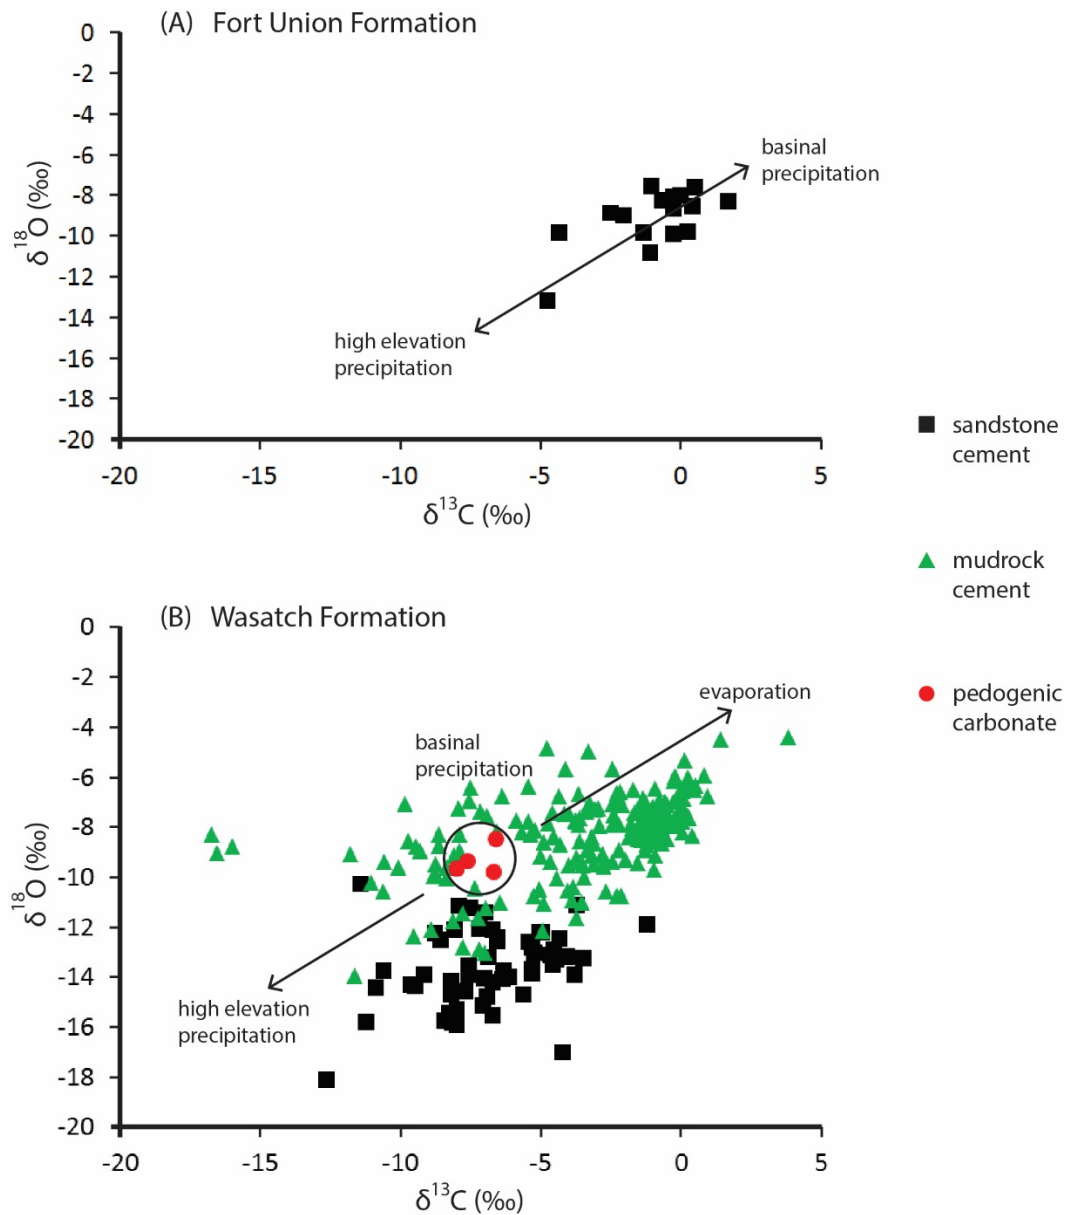 (A) Fort Union Formation
0
-2
-4
-6
-8
-10
-12
-14
-16
-18
-20
δ18O (‰)
basinal
precipitation
high elevation
precipitation
-20 -15 -10 -5 0 5
δ13C (‰)
sandstone
cement
mudrock
cement
pedogenic
carbonate
(B) Wasatch Formation
0
-2
-4
-6
-8
-10
-12
-14
-16
-18
-20
δ18O (‰)
evaporation
basinal
precipitation
high elevation
precipitation
-20 -15 -10 -5 0 5
δ13C (‰)